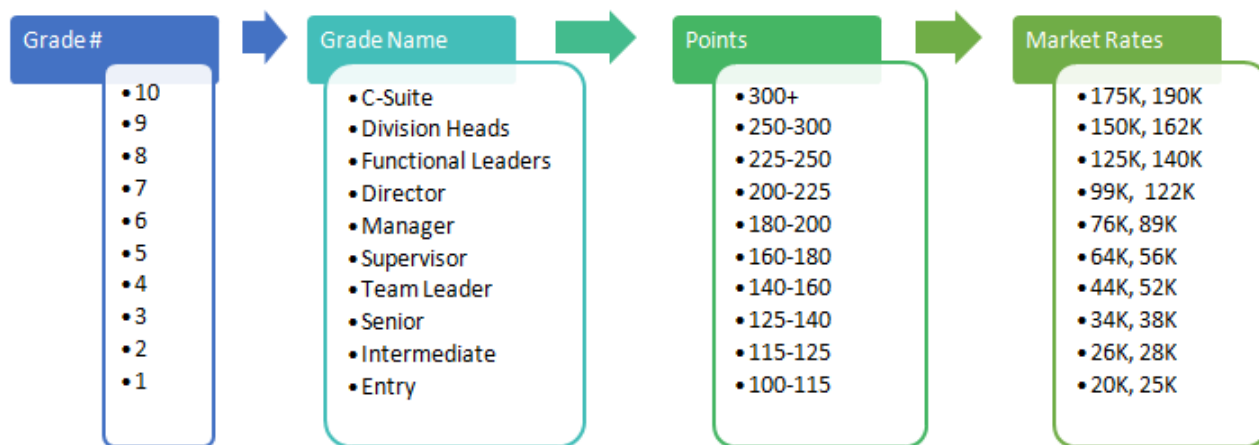 Grade #
• 10
• 9
• 8
• 7
• 6
• 5
• 4
• 3
• 2
• 1
Grade Name
• C-Suite
• Division Heads
• Functional Leaders
• Director
• Manager
• Supervisor
• Team Leader
• Senior
• Intermediate
• Entry
Points
• 300+
• 250-300
• 225-250
• 200-225
• 180-200
• 160-180
• 140-160
• 125-140
• 115-125
• 100-115
Market Rates
• 175K, 190K
• 150K, 162K
• 125K, 140K
• 99K, 122K
• 76K, 89K
• 64K, 56K
• 44K, 52K
• 34K, 38K
• 26K, 28K
• 20K, 25K